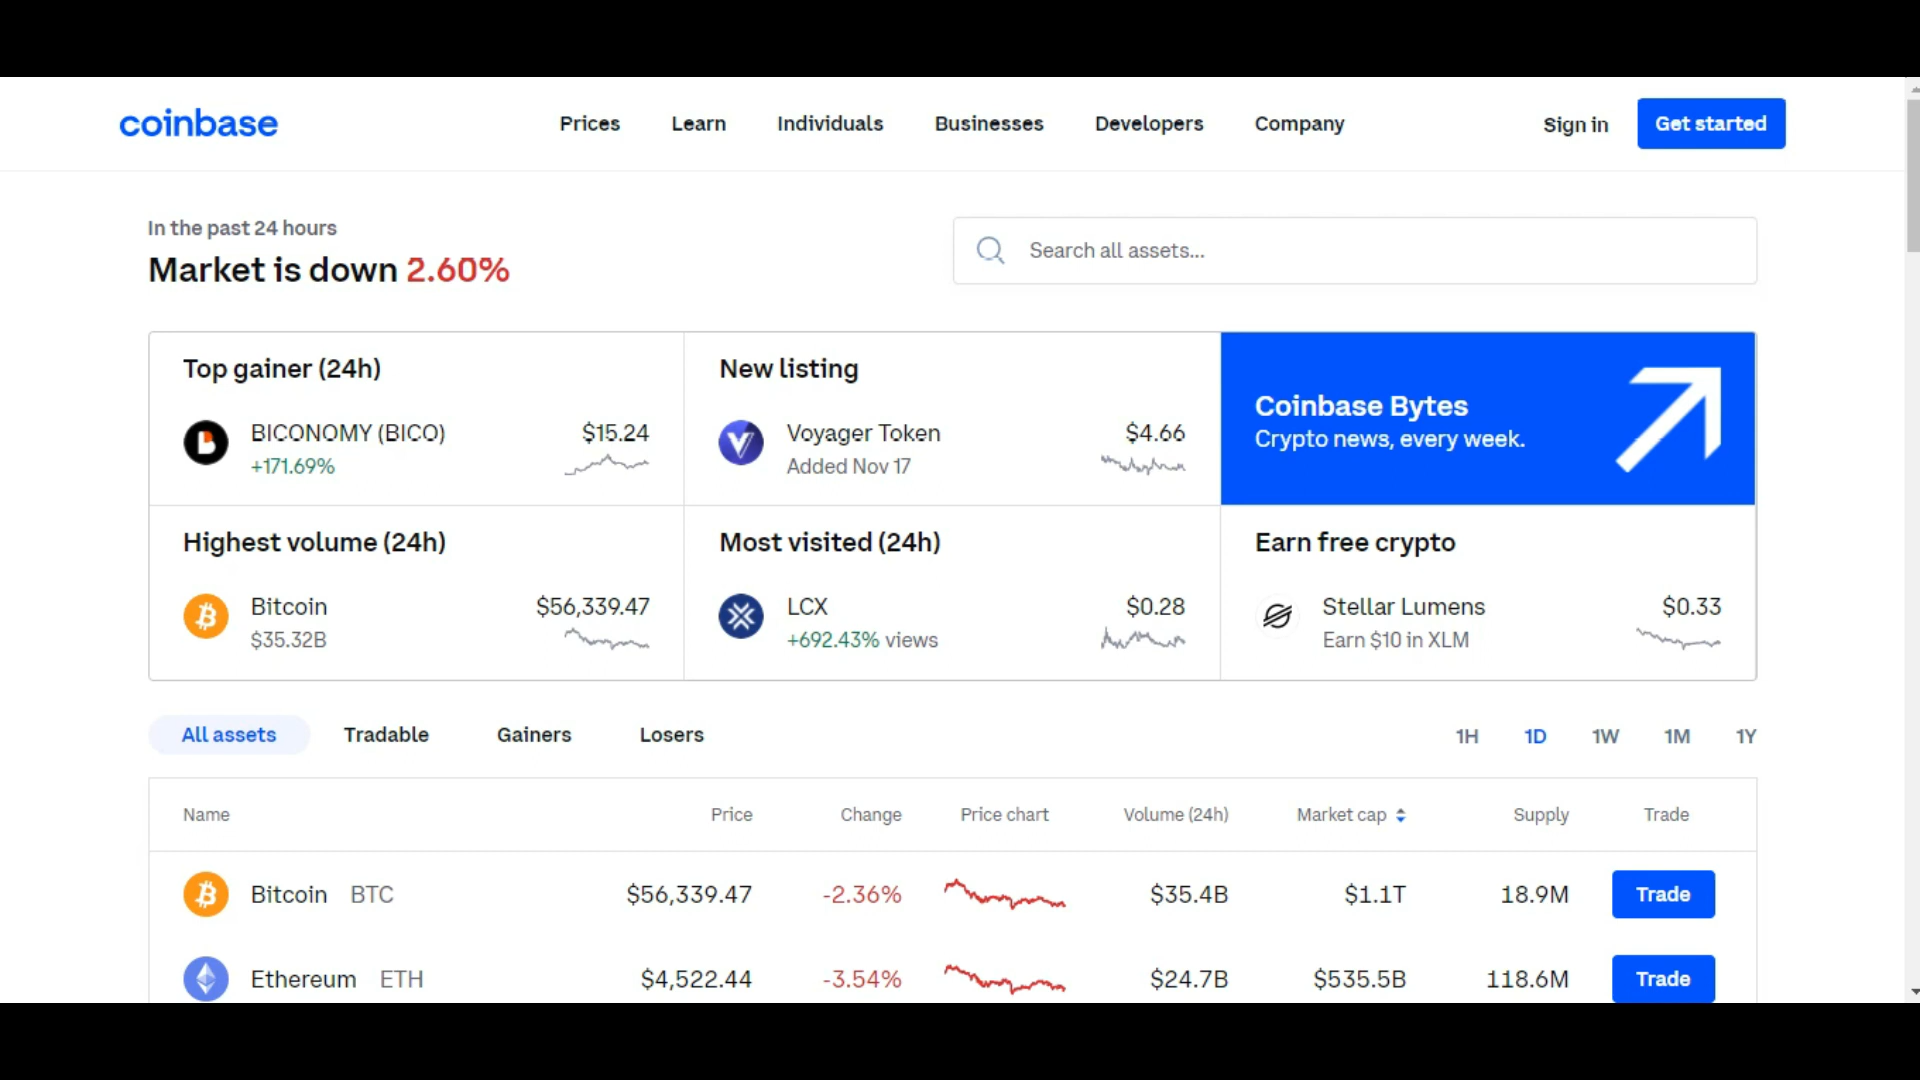 coinbase
Prices Learn Individuals Businesses Developers Company Sign in Get started
In the past 24 hours
Market is down 2.60%
Search all assets...
Top gainer (24h)
BICONOMY (BICO) $15.24
+171.69%
New listing
Voyager Token $4.66
Added Nov 17
Coinbase Bytes
Crypto news, every week.
Highest volume (24h)
Bitcoin $56,339.47
$35.32B
Most visited (24h)
LCX $0.28
+692.43% views
Earn free crypto
Stellar Lumens $0.33
Earn $10 in XLM
All assets Tradable Gainers Losers 1H 1D 1W 1M 1Y
Name Price Change Price chart Volume (24h) Market cap Supply Trade
Bitcoin BTC $56,339.47 -2.36% $35.4B $1.1T 18.9M Trade
Ethereum ETH $4,522.44 -3.54% $24.7B $535.5B 118.6M Trade